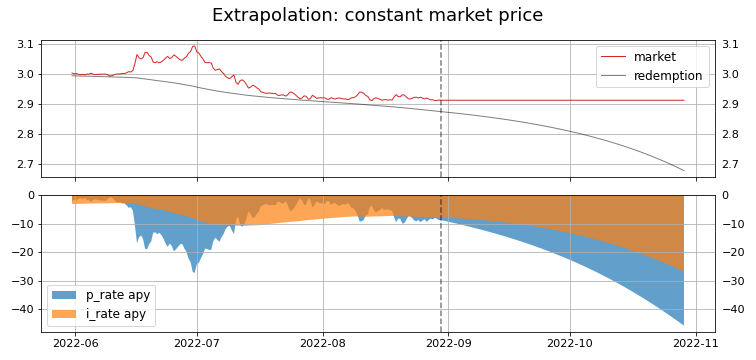 Extrapolation: constant market price
3.1 3.1
3.0 3.0
2.9 2.9
2.8 2.8
2.7 2.7
market
redemption
0 0
−10 −10
−20 −20
−30 −30
−40 −40
p_rate apy
i_rate apy
2022-06 2022-07 2022-08 2022-09 2022-10 2022-11